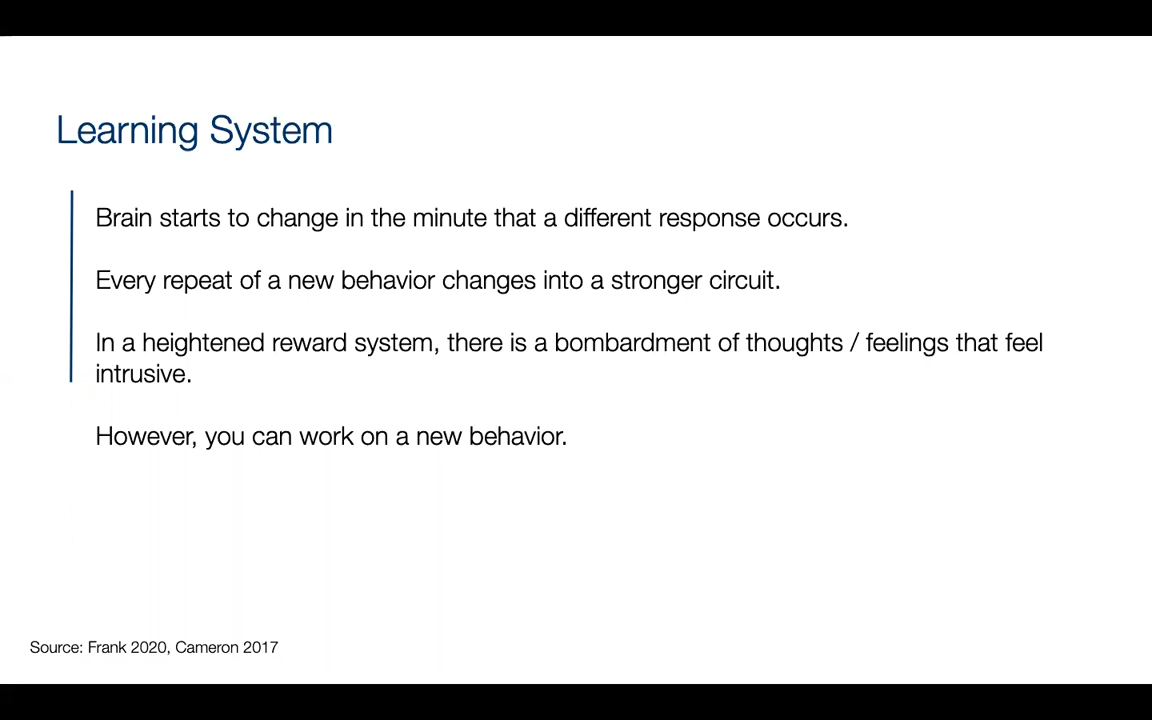 Learning System
Brain starts to change in the minute that a different response occurs.
Every repeat of a new behavior changes into a stronger circuit.
In a heightened reward system, there is a bombardment of thoughts / feelings that feel
intrusive.
However, you can work on a new behavior.
Source: Frank 2020, Cameron 2017